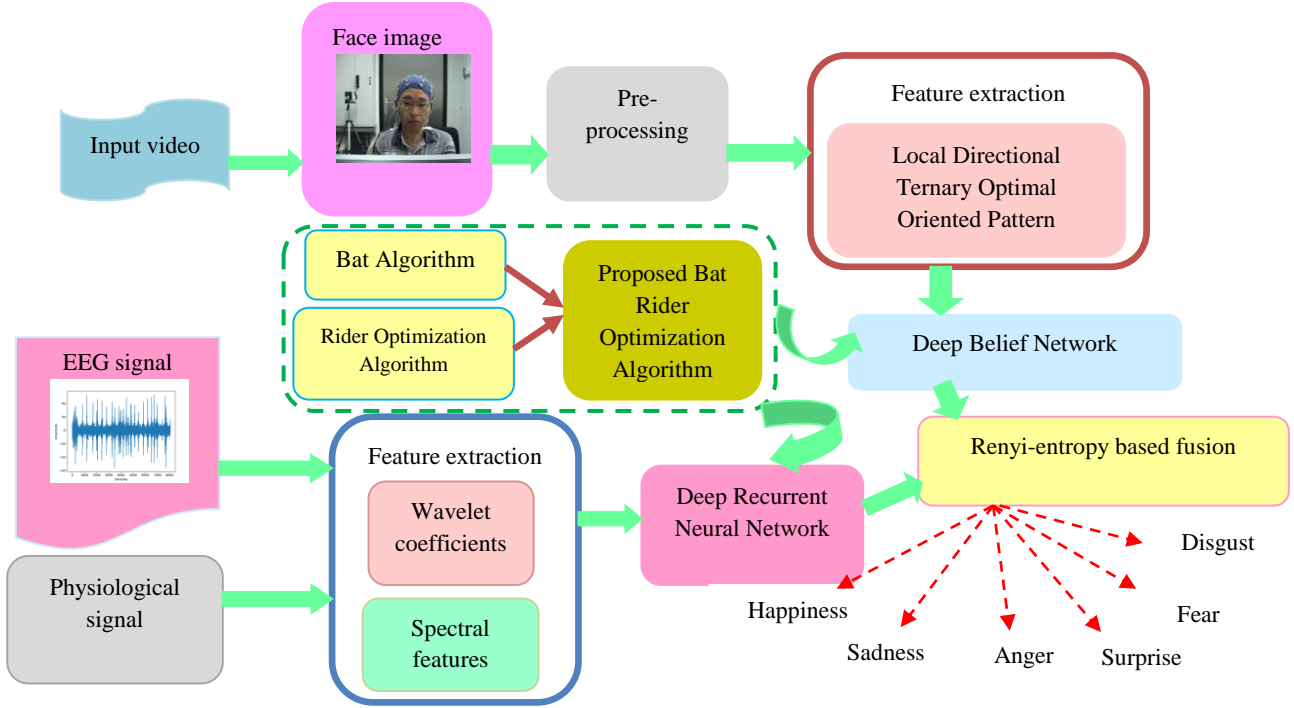 Face image
Input video
Pre-
processing
Feature extraction
Local Directional
Ternary Optimal
Oriented Pattern
Bat Algorithm
Rider Optimization
Algorithm
Proposed Bat
Rider
Optimization
Algorithm
Deep Belief Network
EEG signal
Samples
Physiological
signal
Feature extraction
Wavelet
coefficients
Spectral
features
Deep Recurrent
Neural Network
Renyi-entropy based fusion
Happiness
Sadness
Anger
Surprise
Fear
Disgust